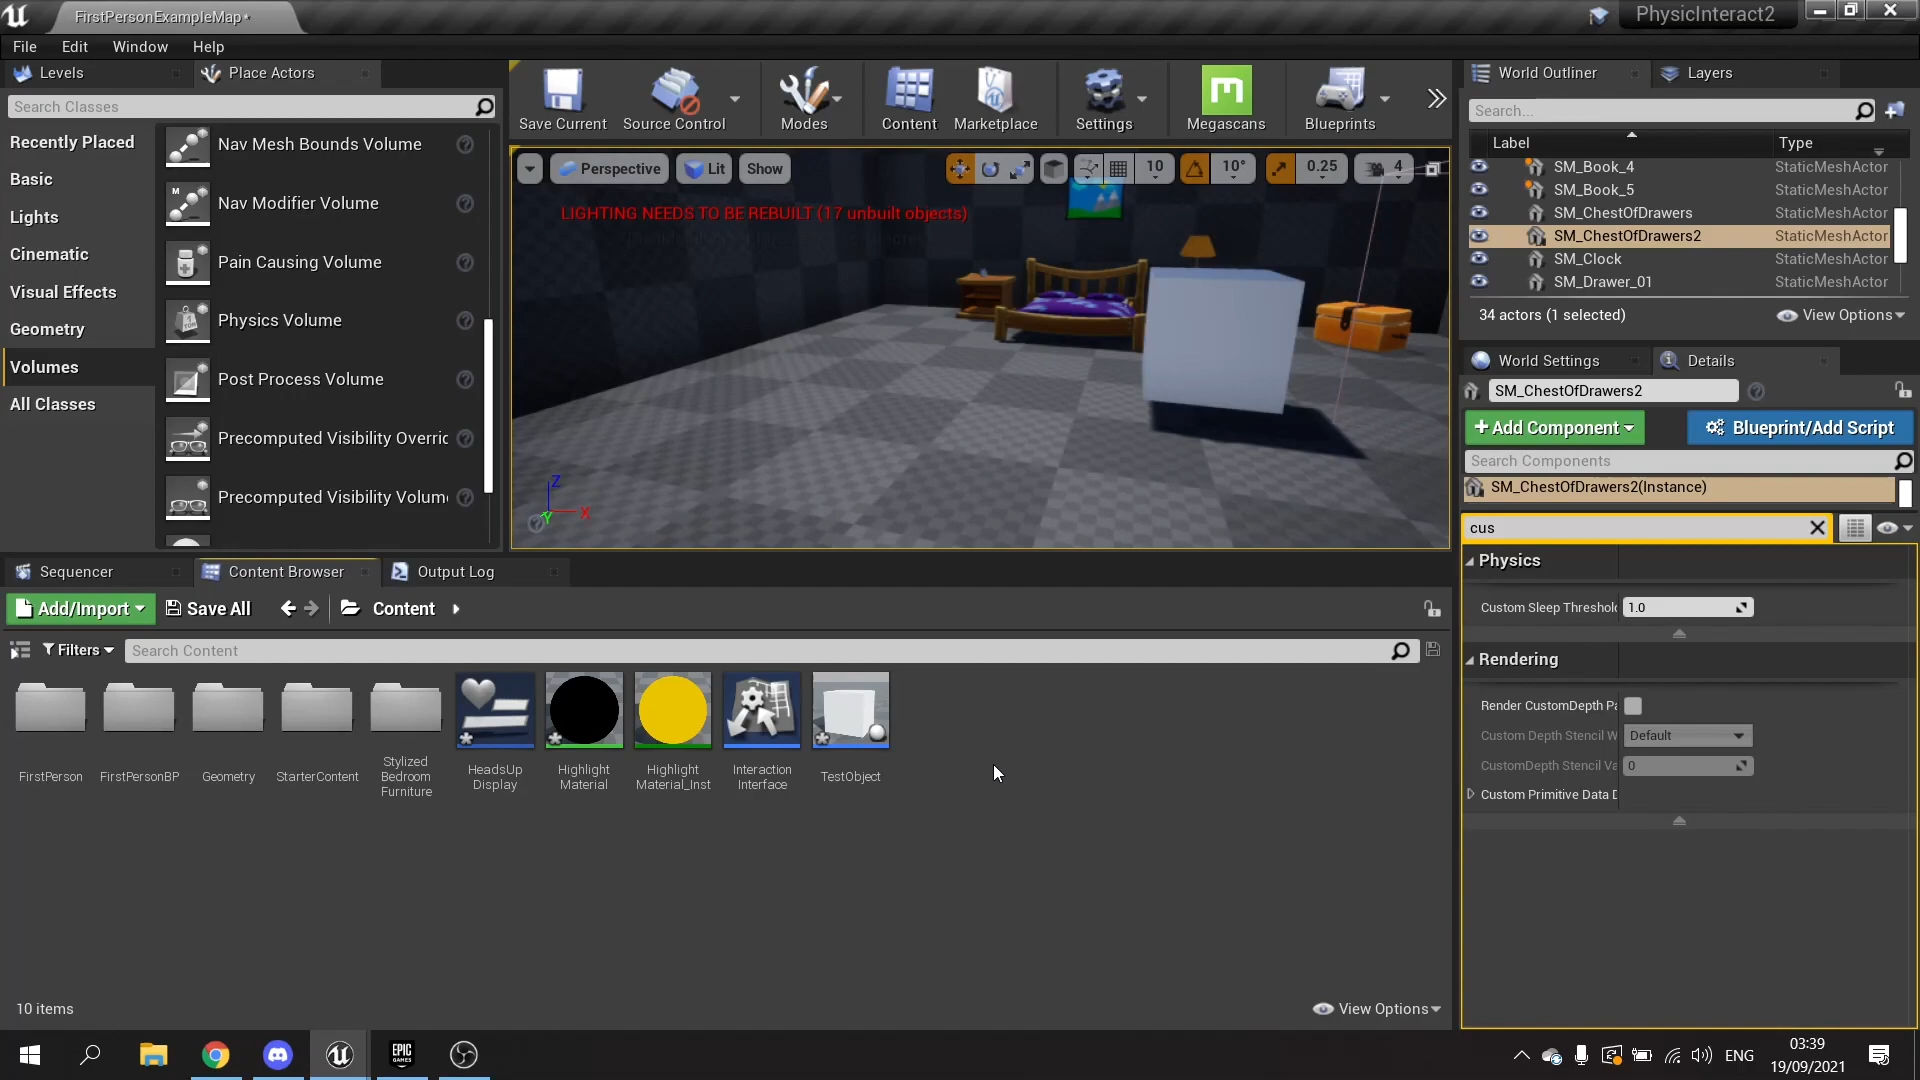 FirstPersonExampleMap*
PhysicInteract2
File Edit Window Help
Levels
Place Actors
Search Classes
Recently Placed
Basic
Lights
Cinematic
Visual Effects
Geometry
Volumes
All Classes
Nav Mesh Bounds Volume
Nav Modifier Volume
Pain Causing Volume
Physics Volume
Post Process Volume
Precomputed Visibility Overric
Precomputed Visibility Volum
Save Current
Source Control
Modes
Content
Marketplace
Settings
Megascans
Blueprints
Perspective
Lit
Show
10
10°
0.25
4
LIGHTING NEEDS TO BE REBUILT (17 unbuilt objects)
Z
X
Y
World Outliner
Layers
Search...
Label
Type
SM_Book_4 StaticMeshActor
SM_Book_5 StaticMeshActor
SM_ChestOfDrawers StaticMeshActor
SM_ChestOfDrawers2 StaticMeshActor
SM_Clock StaticMeshActor
SM_Drawer_01 StaticMeshActor
34 actors (1 selected)
View Options
World Settings
Details
SM_ChestOfDrawers2
+ Add Component
Blueprint/Add Script
Search Components
SM_ChestOfDrawers2(Instance)
cus
Physics
Custom Sleep Threshol 1.0
Rendering
Render CustomDepth Pa
Custom Depth Stencil W Default
CustomDepth Stencil Va 0
Custom Primitive Data D
Sequencer
Content Browser
Output Log
Add/Import
Save All
Content
Filters
Search Content
FirstPerson
FirstPersonBP
Geometry
StarterContent
Stylized
Bedroom
Furniture
HeadsUp
Display
Highlight
Material
Highlight
Material_Inst
Interaction
Interface
TestObject
10 items
View Options
EPIC
GAMES
ENG
03:39
19/09/2021